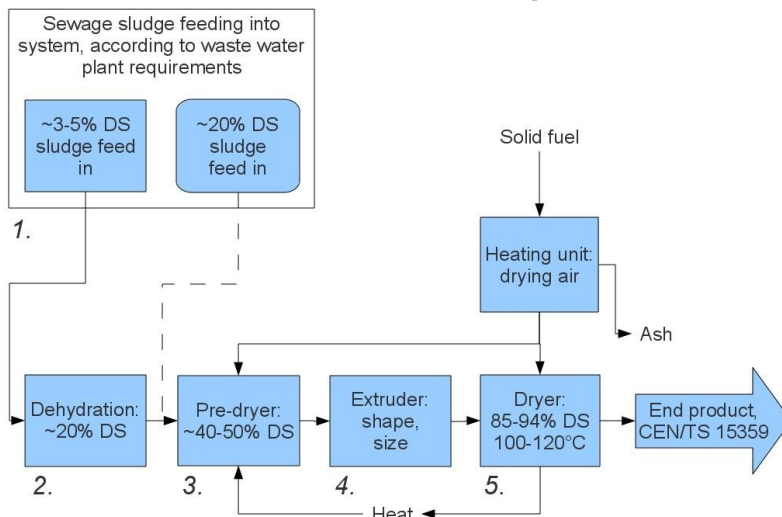 Sewage sludge feeding into
system, according to waste water
plant requirements
~3-5% DS
sludge feed
in
~20% DS
sludge
feed in
1.
Solid fuel
Heating unit:
drying air
Ash
Dehydration:
~20% DS
Pre-dryer:
~40-50% DS
Extruder:
shape,
size
Dryer:
85-94% DS
100-120°C
End product,
CEN/TS 15359
2.
3.
4.
5.
Heat